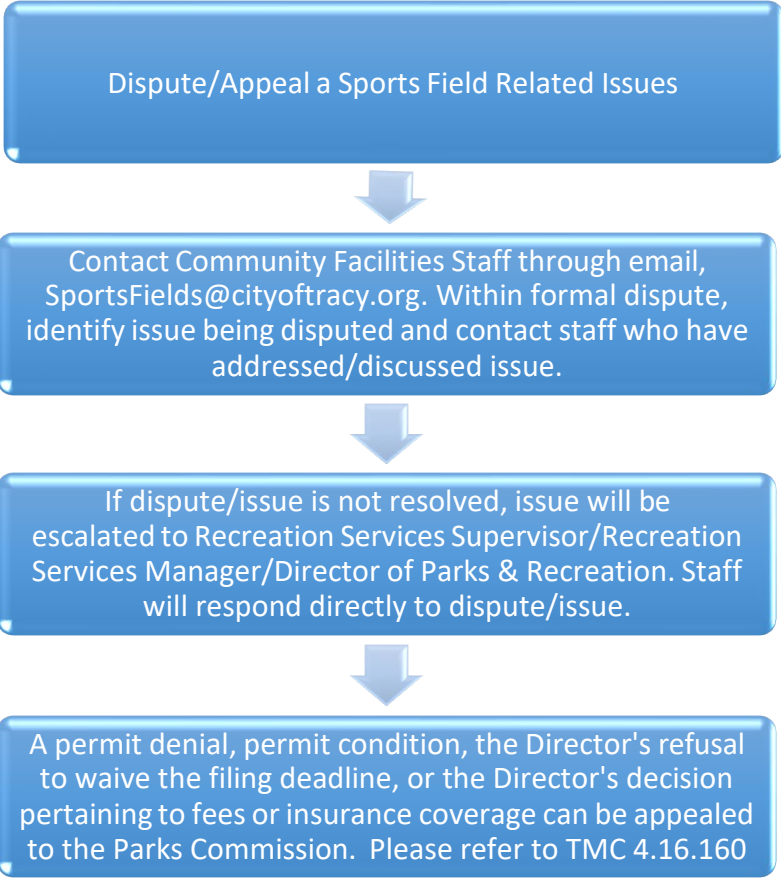 Dispute/Appeal a Sports Field Related Issues
Contact Community Facilities Staff through email,
SportsFields@cityoftracy.org. Within formal dispute,
identify issue being disputed and contact staff who have
addressed/discussed issue.
If dispute/issue is not resolved, issue will be
escalated to Recreation Services Supervisor/Recreation
Services Manager/Director of Parks & Recreation. Staff
will respond directly to dispute/issue.
A permit denial, permit condition, the Director's refusal
to waive the filing deadline, or the Director's decision
pertaining to fees or insurance coverage can be appealed
to the Parks Commission.  Please refer to TMC 4.16.160